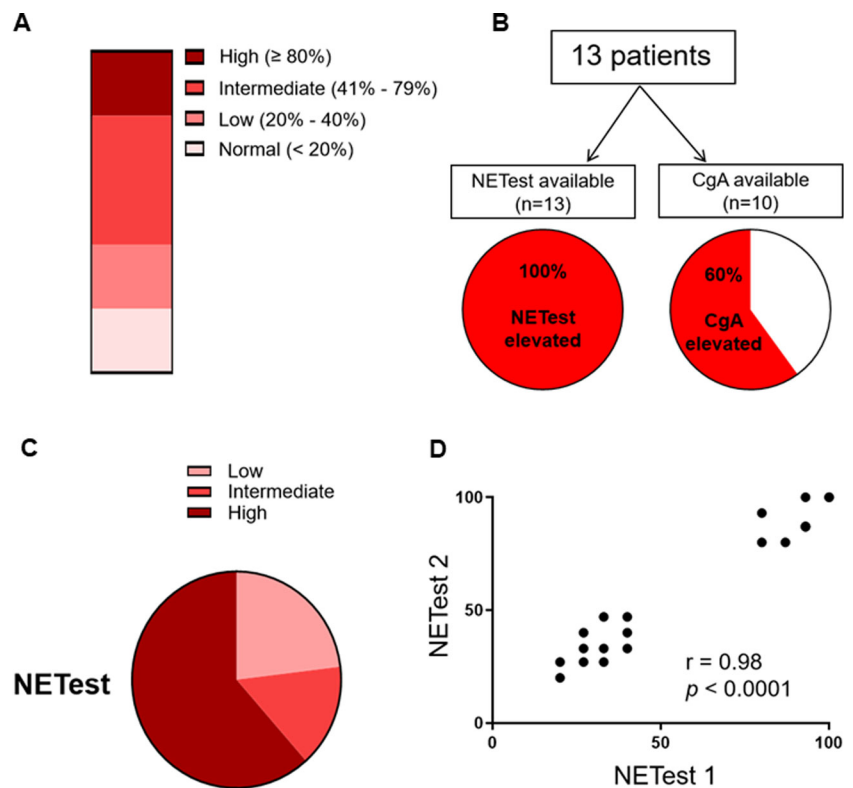 A
High (≥ 80%)
Intermediate (41% - 79%)
Low (20% - 40%)
Normal (< 20%)
B
13 patients
NETest available
(n=13)
CgA available
(n=10)
100%
NETest
elevated
60%
CgA
elevated
C
Low
Intermediate
High
NETest
D
NETest 2
100
50
0
r = 0.98
p < 0.0001
0
50
100
NETest 1